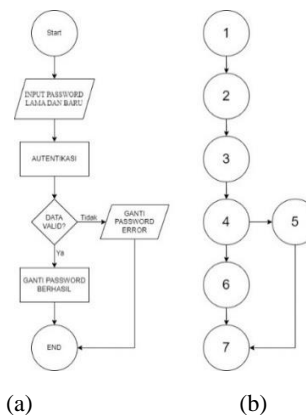 Start
INPUT PASSWORD
LAMA DAN BARU
AUTENTIKASI
DATA
VALID?
Tidak
GANTI
PASSWORD
ERROR
Ya
GANTI PASSWORD
BERHASIL
END
(a)
1
2
3
4
5
6
7
(b)